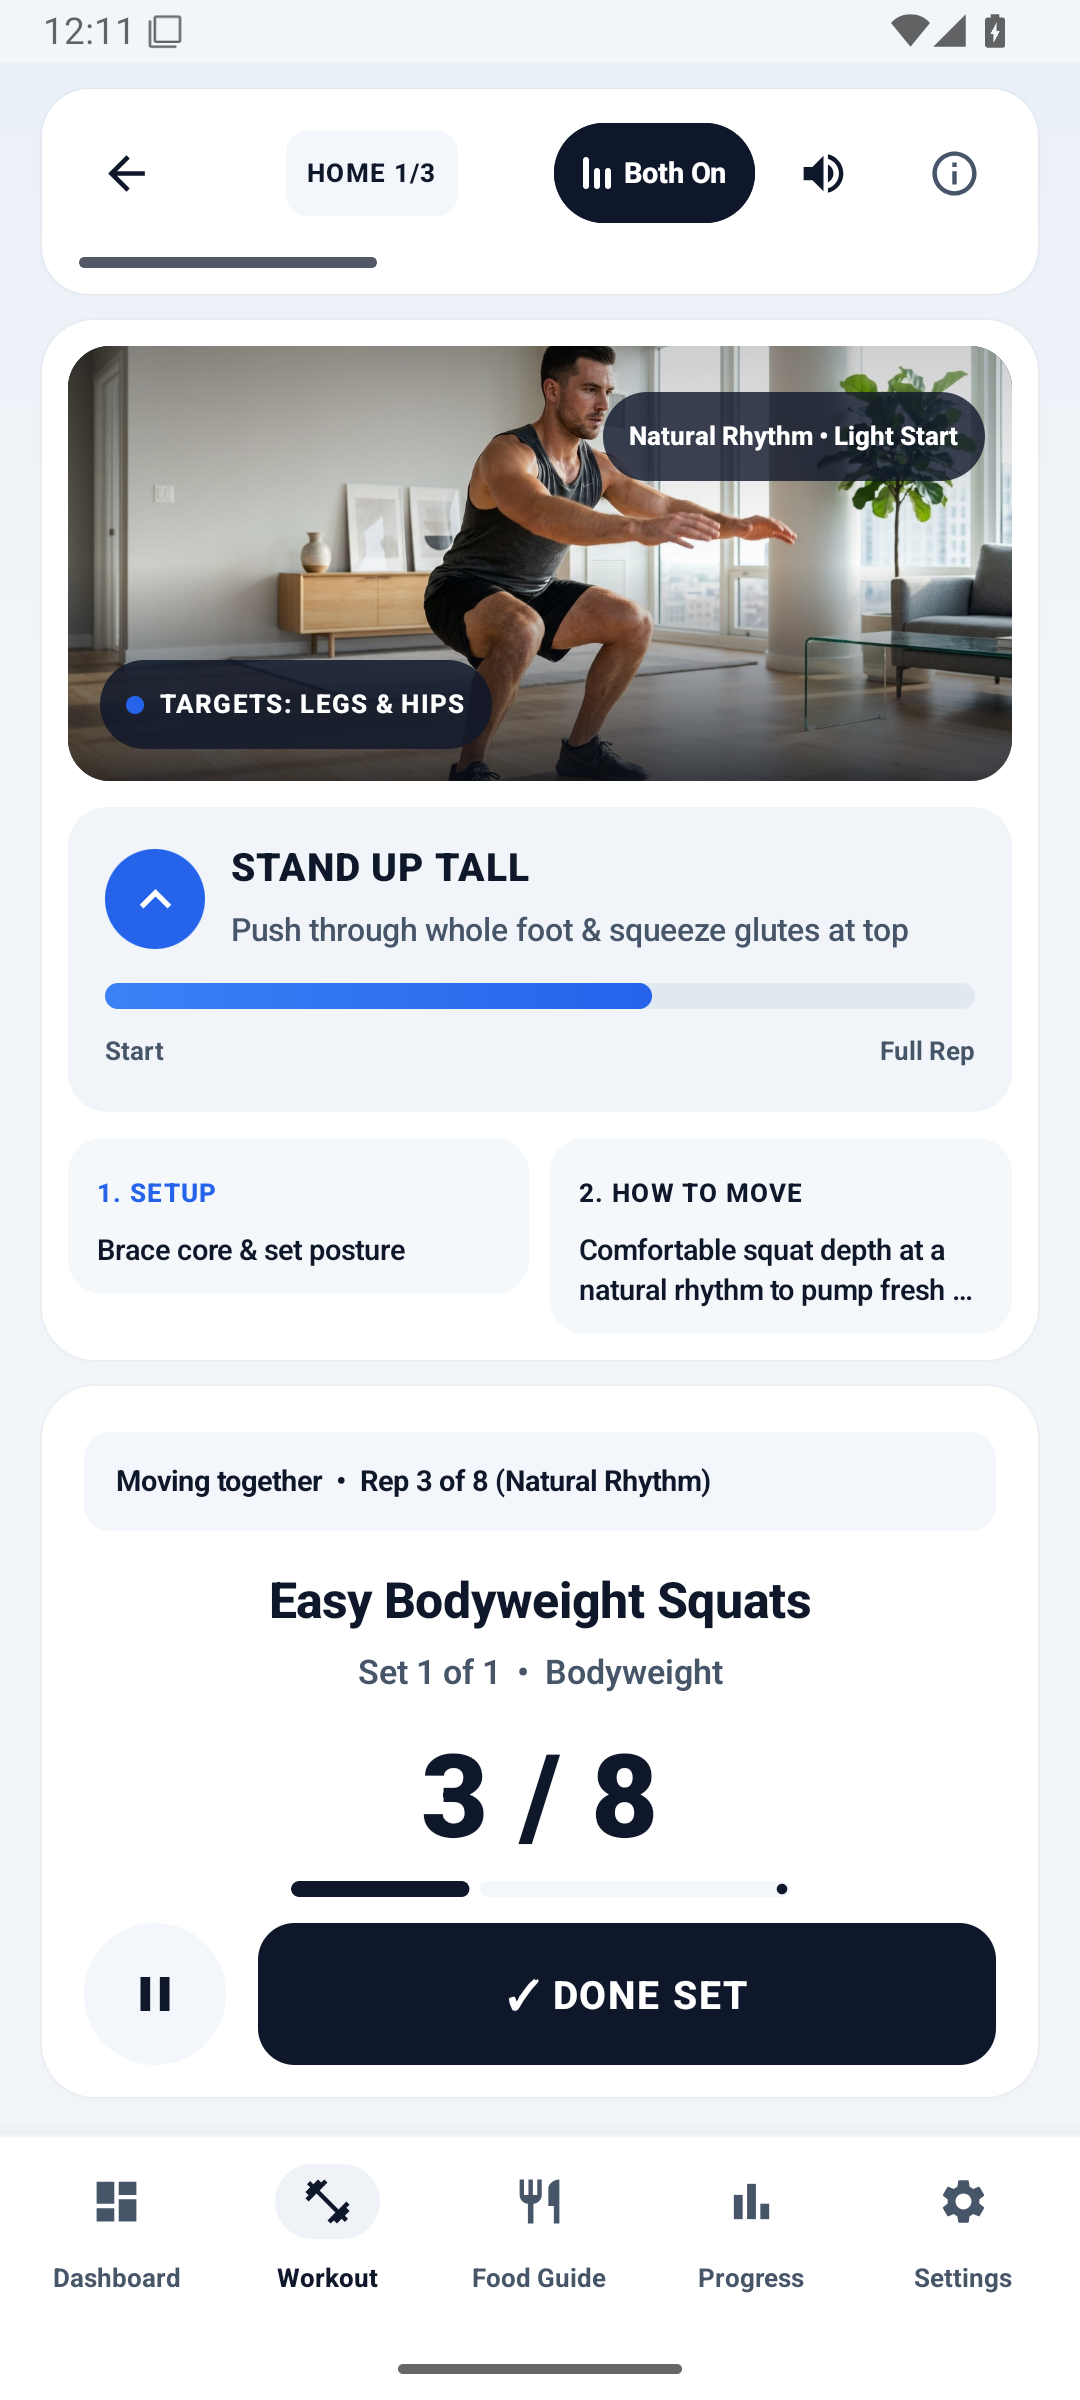 12:11
HOME 1/3
Both On
Natural Rhythm • Light Start
TARGETS: LEGS & HIPS
STAND UP TALL
Push through whole foot & squeeze glutes at top
Start
Full Rep
1. SETUP
Brace core & set posture
2. HOW TO MOVE
Comfortable squat depth at a
natural rhythm to pump fresh ...
Moving together • Rep 3 of 8 (Natural Rhythm)
Easy Bodyweight Squats
Set 1 of 1 • Bodyweight
3 / 8
✓ DONE SET
Dashboard
Workout
Food Guide
Progress
Settings